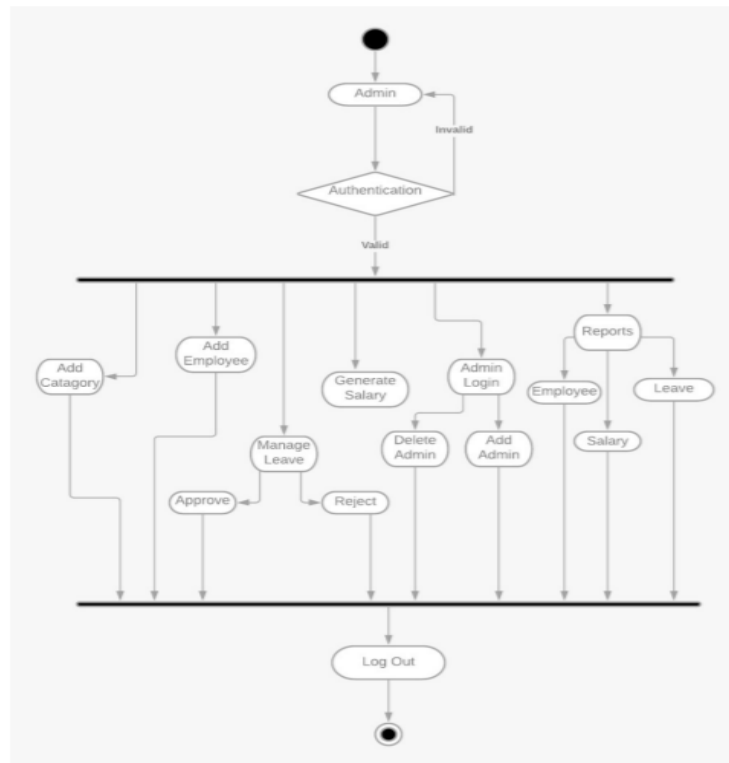 Admin
Invalid
Authentication
Valid
Reports
Add
Employee
Add
Catagory
Generate
Salary
Admin
Login
Employee
Leave
Manage
Leave
Delete
Admin
Add
Admin
Salary
Approve
Reject
Log Out